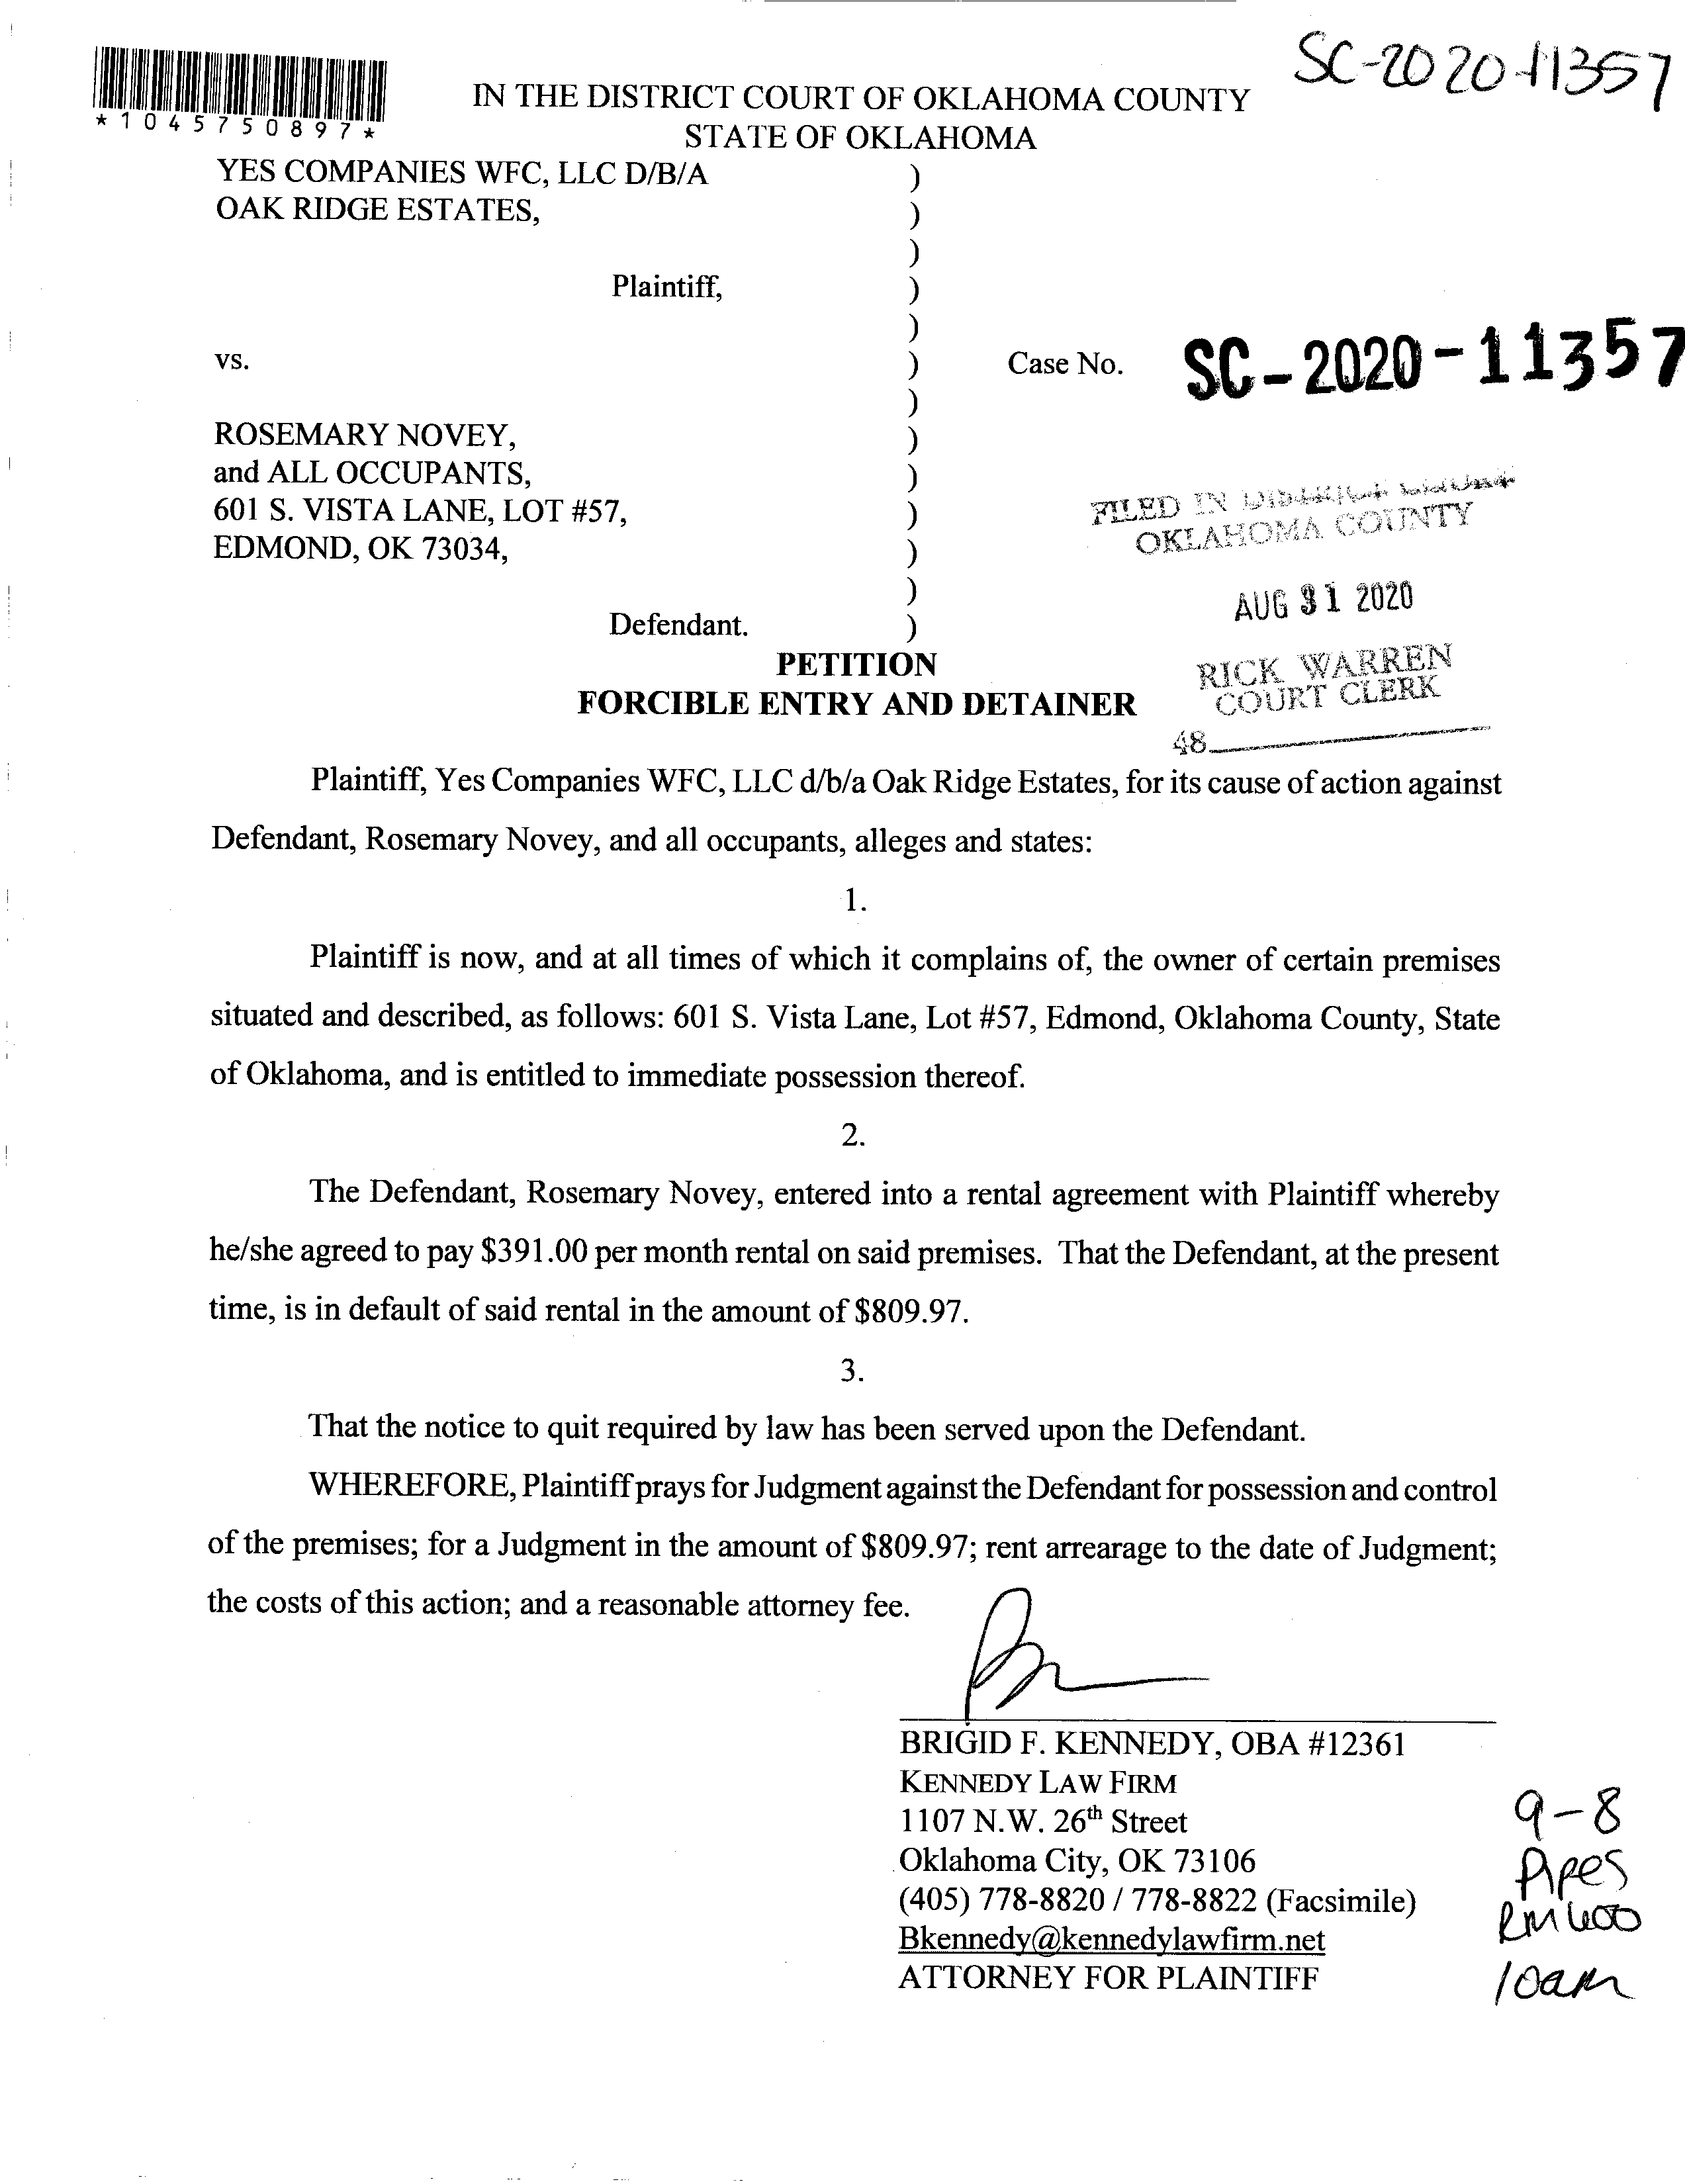 SC-2020-11357
*1045750897*
IN THE DISTRICT COURT OF OKLAHOMA COUNTY
STATE OF OKLAHOMA
YES COMPANIES WFC, LLC D/B/A )
OAK RIDGE ESTATES, )
)
Plaintiff, )
)
vs. ) Case No. SC-2020-11357
)
ROSEMARY NOVEY, )
and ALL OCCUPANTS, )
601 S. VISTA LANE, LOT #57, )
EDMOND, OK 73034, )
)
Defendant. )
FILED IN DISTRICT COURT
OKLAHOMA COUNTY
AUG 31 2020
RICK WARREN
COURT CLERK
48
PETITION
FORCIBLE ENTRY AND DETAINER
Plaintiff, Yes Companies WFC, LLC d/b/a Oak Ridge Estates, for its cause of action against
Defendant, Rosemary Novey, and all occupants, alleges and states:
1.
Plaintiff is now, and at all times of which it complains of, the owner of certain premises
situated and described, as follows: 601 S. Vista Lane, Lot #57, Edmond, Oklahoma County, State
of Oklahoma, and is entitled to immediate possession thereof.
2.
The Defendant, Rosemary Novey, entered into a rental agreement with Plaintiff whereby
he/she agreed to pay $391.00 per month rental on said premises. That the Defendant, at the present
time, is in default of said rental in the amount of $809.97.
3.
That the notice to quit required by law has been served upon the Defendant.
WHEREFORE, Plaintiff prays for Judgment against the Defendant for possession and control
of the premises; for a Judgment in the amount of $809.97; rent arrearage to the date of Judgment;
the costs of this action; and a reasonable attorney fee.
BRIGID F. KENNEDY, OBA #12361
KENNEDY LAW FIRM
1107 N.W. 26th Street
Oklahoma City, OK 73106
(405) 778-8820 / 778-8822 (Facsimile)
Bkennedy@kennedylawfirm.net
ATTORNEY FOR PLAINTIFF
9-8
RM 600
10am